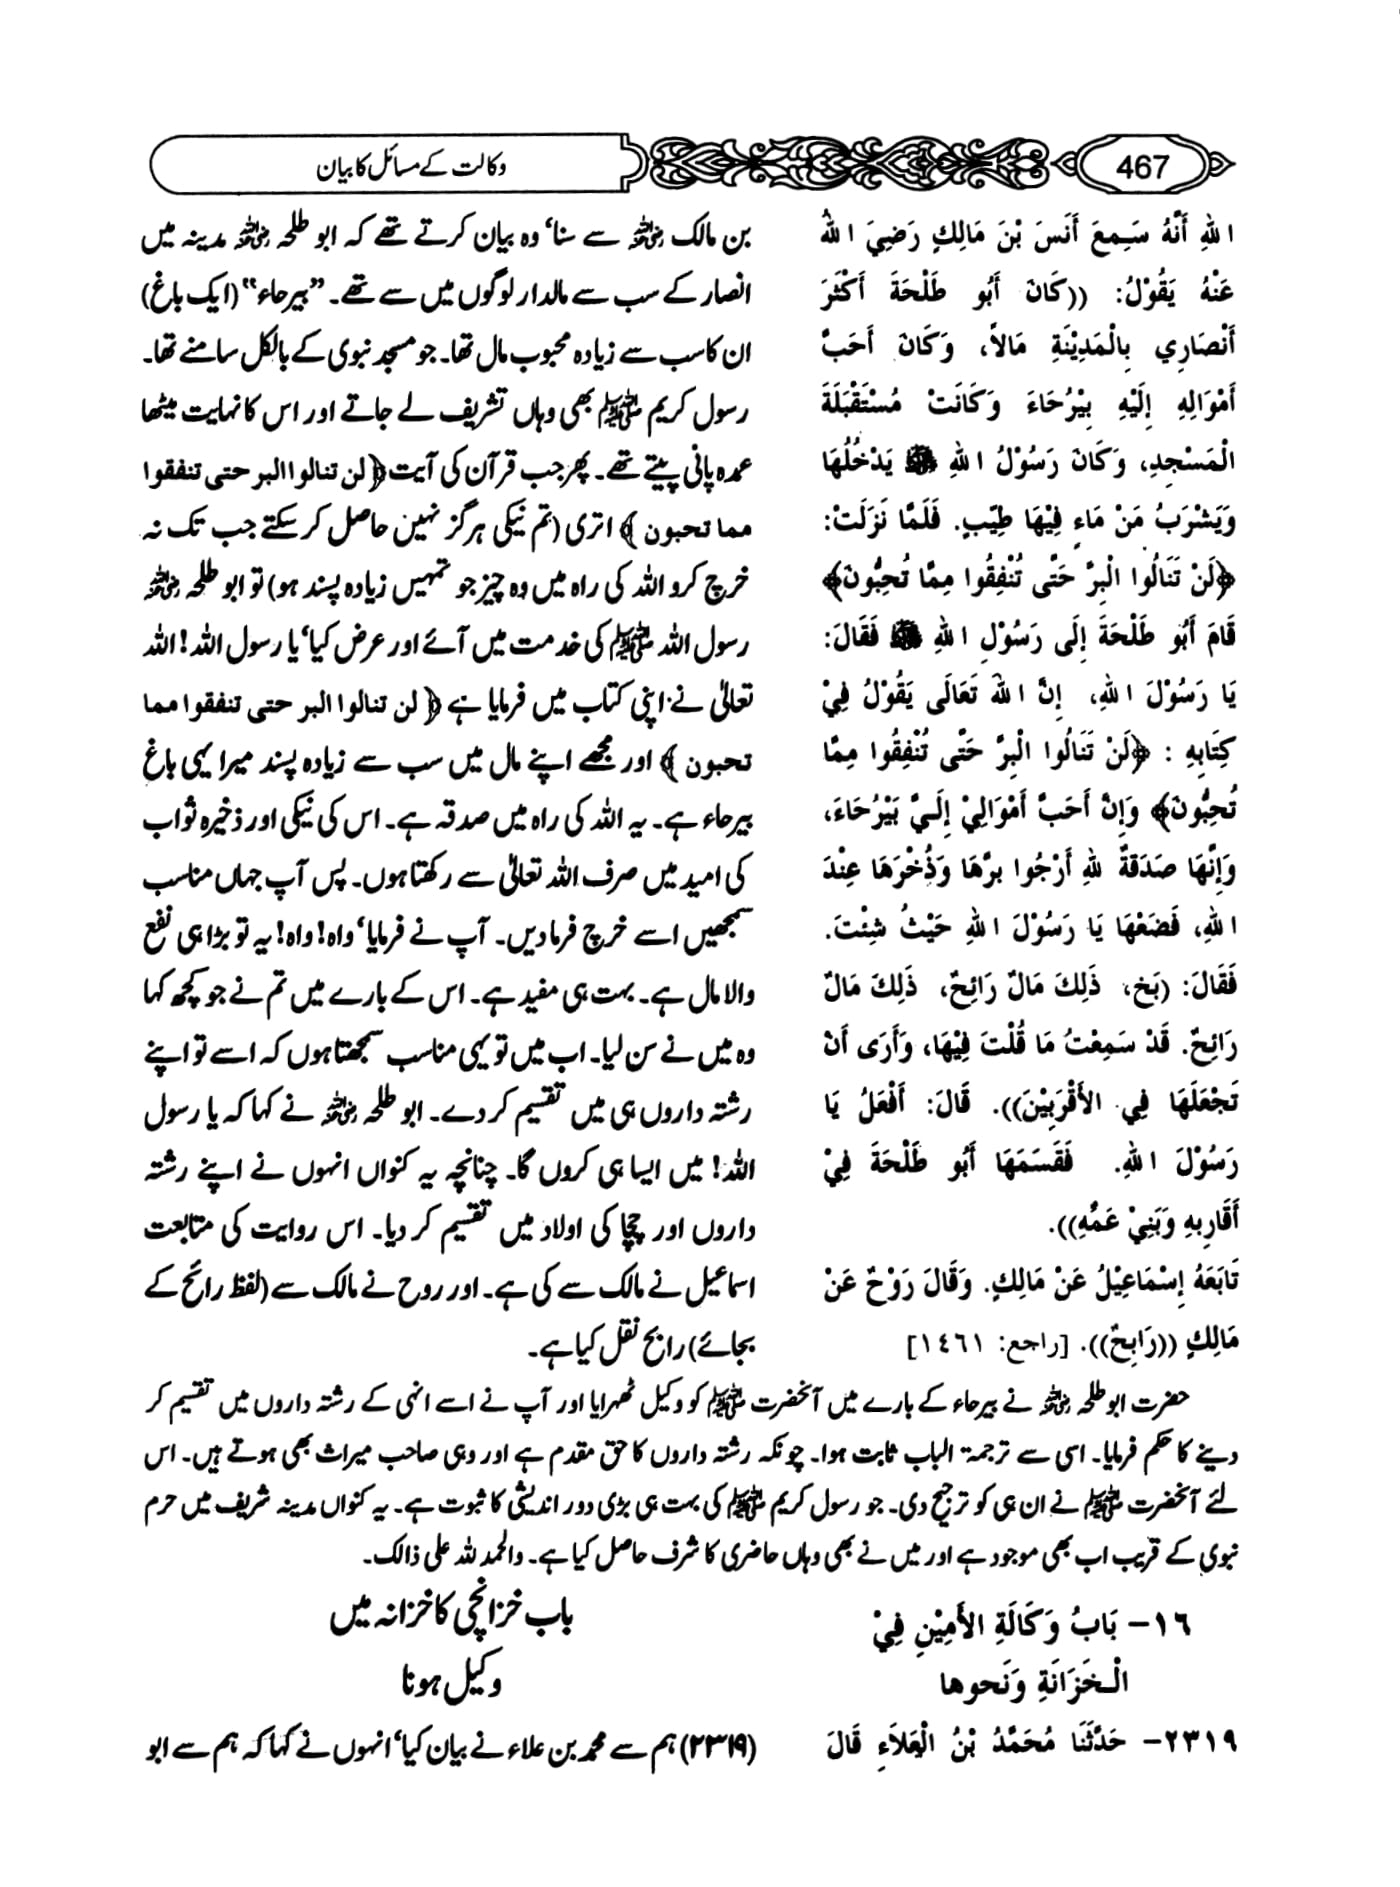 467
وکالت کے مسائل کا بیان
اللهِ أَنَّهُ سَمِعَ أَنَسَ بْنَ مَالِكٍ رَضِيَ اللهُ
عَنْهُ يَقُوْلُ: ((كَانَ أَبُو طَلْحَةَ أَكْثَرَ
أَنْصَارِي بِالْمَدِيْنَةِ مَالاً، وَكَانَ أَحَبَّ
أَمْوَالِهِ إِلَيْهِ بِيْرُحَاءَ وَكَانَتْ مُسْتَقْبَلَةَ
الْمَسْجِدِ، وَكَانَ رَسُوْلُ اللهِ ﷺ يَدْخُلُهَا
وَيَشْرَبُ مَنْ مَاءٍ فِيْهَا طَيِّبٍ. فَلَمَّا نَزَلَتْ:
﴿لَنْ تَنَالُوا الْبِرَّ حَتَّى تُنْفِقُوا مِمَّا تُحِبُّونَ﴾
قَامَ أَبُو طَلْحَةَ إِلَى رَسُوْلِ اللهِ ﷺ فَقَالَ:
يَا رَسُوْلَ اللهِ، إِنَّ اللهَ تَعَالَى يَقُوْلُ فِيْ
كِتَابِهِ : ﴿لَنْ تَنَالُوا الْبِرَّ حَتَّى تُنْفِقُوا مِمَّا
تُحِبُّونَ﴾ وَإِنَّ أَحَبَّ أَمْوَالِيْ إِلَيَّ بَيْرُحَاءَ،
وَإِنَّهَا صَدَقَةٌ للهِ أَرْجُوا بِرَّهَا وَذُخْرَهَا عِنْدَ
اللهِ، فَضَعْهَا يَا رَسُوْلَ اللهِ حَيْثُ شِئْتَ.
فَقَالَ: (بَخٍ، ذَلِكَ مَالٌ رَائِحٌ، ذَلِكَ مَالٌ
رَائِحٌ. قَدْ سَمِعْتُ مَا قُلْتَ فِيْهَا، وَأَرَى أَنْ
تَجْعَلَهَا فِي الأَقْرَبِيْنَ)). قَالَ: أَفْعَلُ يَا
رَسُوْلَ اللهِ. فَقَسَمَهَا أَبُو طَلْحَةَ فِيْ
أَقَارِبِهِ وَبَنِيْ عَمِّهِ)).
تَابَعَهُ إِسْمَاعِيْلُ عَنْ مَالِكٍ. وَقَالَ رَوْحٌ عَنْ
مَالِكٍ ((رَابِحٌ)). [راجع: ١٤٦١]
بن مالک رضی اللہ عنہ سے سنا‘ وہ بیان کرتے تھے کہ ابو طلحہ رضی اللہ عنہ مدینہ میں
انصار کے سب سے مالدار لوگوں میں سے تھے۔ ”بیرحاء“ (ایک باغ)
ان کا سب سے زیادہ محبوب مال تھا۔ جو مسجد نبوی کے بالکل سامنے تھا۔
رسول کریم ﷺ بھی وہاں تشریف لے جاتے اور اس کا نہایت میٹھا
عمدہ پانی پیتے تھے۔ پھر جب قرآن کی آیت ﴿لن تنالوا البر حتی تنفقوا
مما تحبون ﴾ اتری (تم نیکی ہرگز نہیں حاصل کر سکتے جب تک نہ
خرچ کرو اللہ کی راہ میں وہ چیز جو تمہیں زیادہ پسند ہو) تو ابو طلحہ رضی اللہ عنہ
رسول اللہ ﷺ کی خدمت میں آئے اور عرض کیا‘ یا رسول اللہ! اللہ
تعالیٰ نے اپنی کتاب میں فرمایا ہے ﴿ لن تنالوا البر حتی تنفقوا مما
تحبون ﴾ اور مجھے اپنے مال میں سب سے زیادہ پسند میرا یہی باغ
بیرحاء ہے۔ یہ اللہ کی راہ میں صدقہ ہے۔ اس کی نیکی اور ذخیرہ ثواب
کی امید میں صرف اللہ تعالیٰ سے رکھتا ہوں۔ پس آپ جہاں مناسب
سمجھیں اسے خرچ فرما دیں۔ آپ نے فرمایا‘ واہ! واہ! یہ تو بڑا ہی نفع
والا مال ہے۔ بہت ہی مفید ہے۔ اس کے بارے میں تم نے جو کچھ کہا
وہ میں نے سن لیا۔ اب میں تو یہی مناسب سمجھتا ہوں کہ اسے تو اپنے
رشتہ داروں ہی میں تقسیم کر دے۔ ابو طلحہ رضی اللہ عنہ نے کہا کہ یا رسول
اللہ! میں ایسا ہی کروں گا۔ چنانچہ یہ کنواں انہوں نے اپنے رشتہ
داروں اور چچا کی اولاد میں تقسیم کر دیا۔ اس روایت کی متابعت
اسماعیل نے مالک سے کی ہے۔ اور روح نے مالک سے (لفظ رائح کے
بجائے) رابح نقل کیا ہے۔
حضرت ابو طلحہ رضی اللہ عنہ نے بیرحاء کے بارے میں آنحضرت ﷺ کو وکیل ٹھہرایا اور آپ نے اسے انہی کے رشتہ داروں میں تقسیم کر
دینے کا حکم فرمایا۔ اسی سے ترجمۃ الباب ثابت ہوا۔ چونکہ رشتہ داروں کا حق مقدم ہے اور وہی صاحب میراث بھی ہوتے ہیں۔ اس
لئے آنحضرت ﷺ نے ان ہی کو ترجیح دی۔ جو رسول کریم ﷺ کی بہت ہی بڑی دور اندیشی کا ثبوت ہے۔ یہ کنواں مدینہ شریف میں حرم
نبوی کے قریب اب بھی موجود ہے اور میں نے بھی وہاں حاضری کا شرف حاصل کیا ہے۔ والحمد للہ علی ذالک۔
١٦- بَابُ وَكَالَةِ الأَمِيْنِ فِيْ
الْخَزَانَةِ وَنَحوِها
باب خزانچی کا خزانہ میں
وکیل ہونا
٢٣١٩- حَدَّثَنَا مُحَمَّدُ بْنُ الْعَلاَءِ قَالَ
(۲۳۱۹) ہم سے محمد بن علاء نے بیان کیا‘ انہوں نے کہا کہ ہم سے ابو